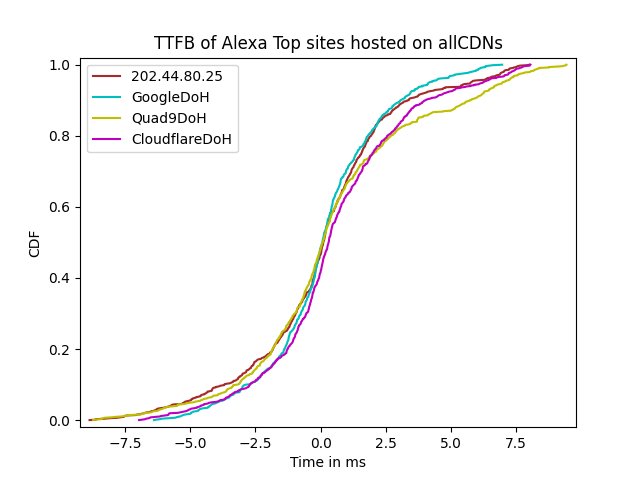 TTFB of Alexa Top sites hosted on allCDNs
202.44.80.25
GoogleDoH
Quad9DoH
CloudflareDoH
1.0
0.8
0.6
0.4
0.2
0.0
CDF
−7.5 −5.0 −2.5 0.0 2.5 5.0 7.5
Time in ms